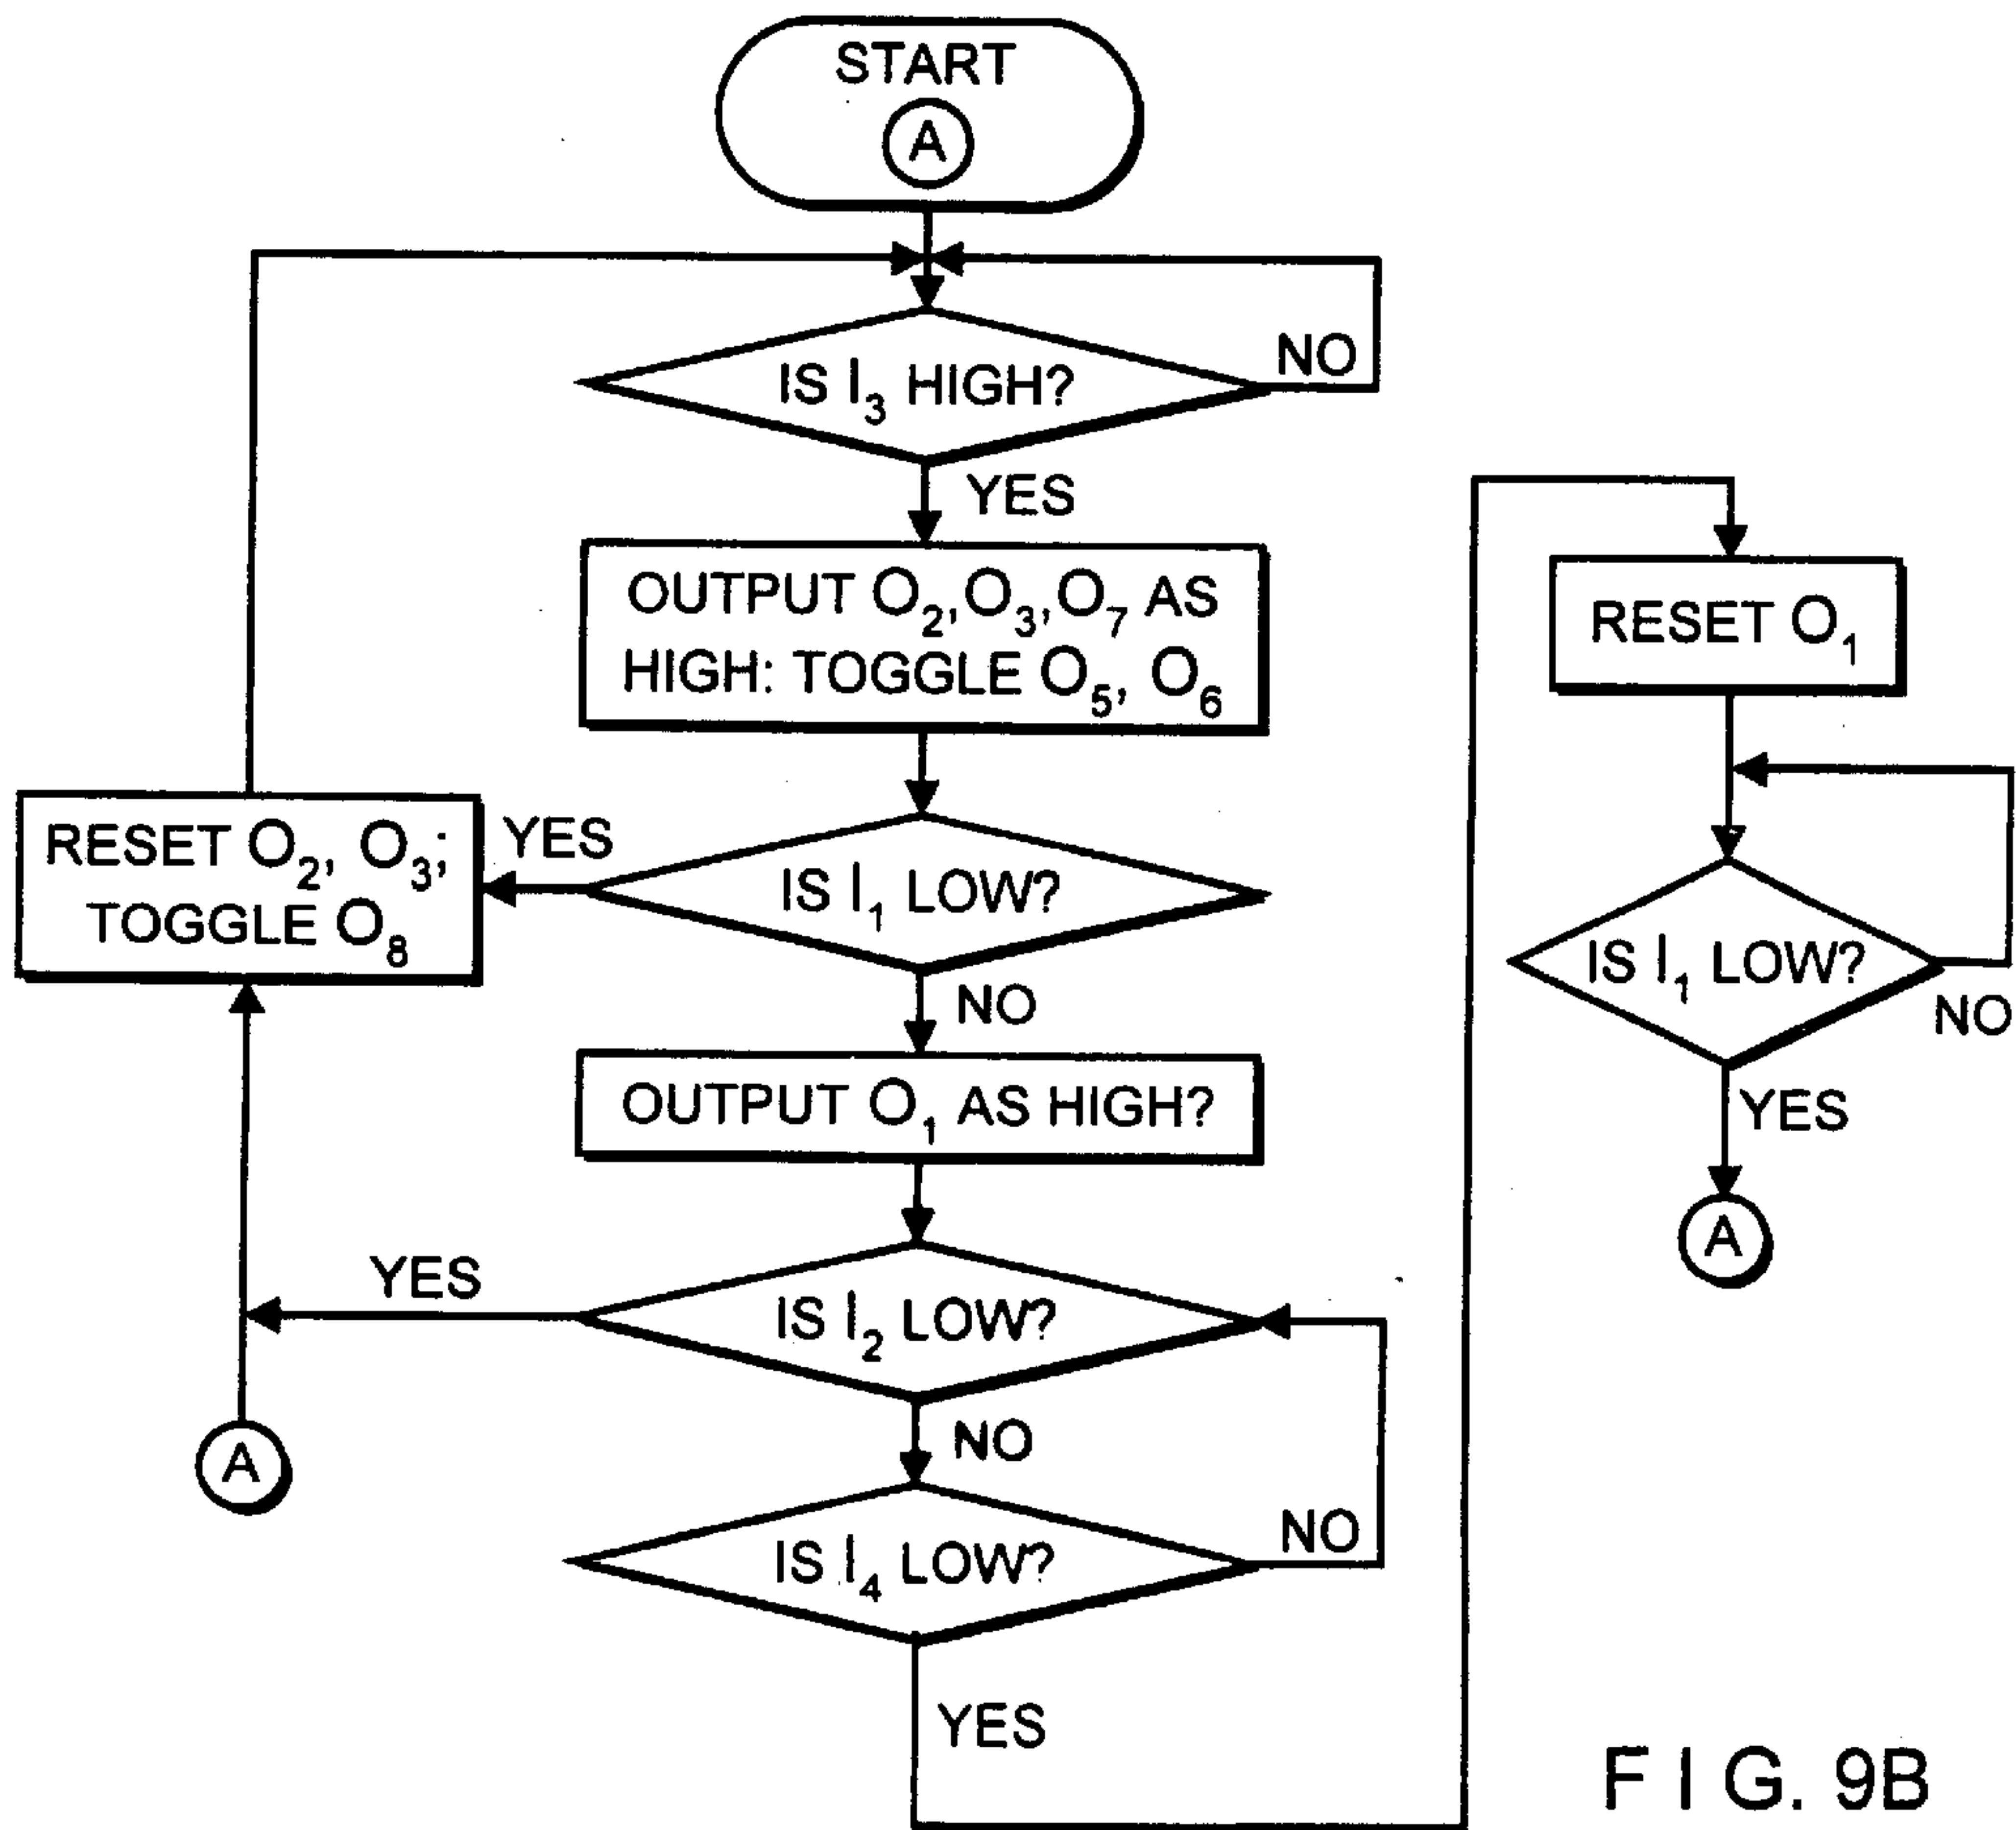 START
A
NO
IS I₃ HIGH?
YES
OUTPUT O₂, O₃, O₇ AS
HIGH: TOGGLE O₅, O₆
RESET O₂, O₃;
TOGGLE O₈
YES
IS I₁ LOW?
NO
OUTPUT O₁ AS HIGH?
YES
IS I₂ LOW?
NO
A
IS I₄ LOW?
NO
YES
RESET O₁
IS I₁ LOW?
NO
YES
A
FIG. 9B